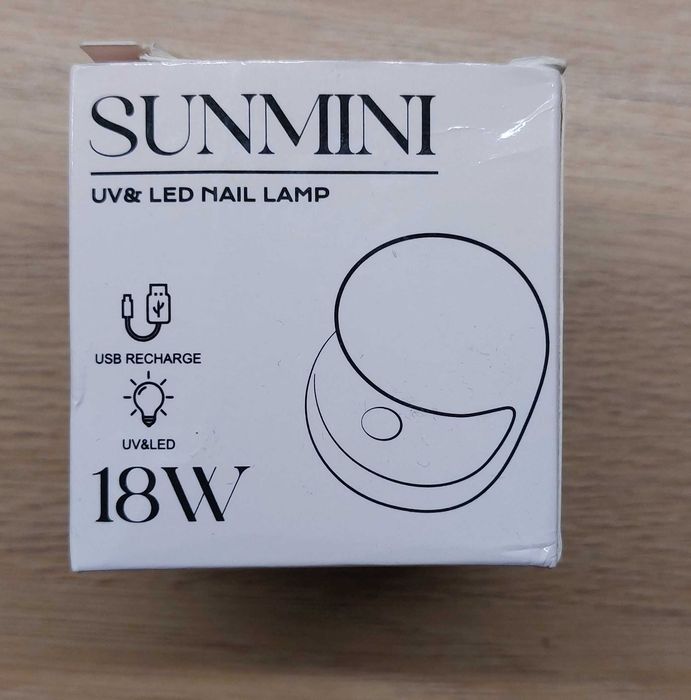 SUNMINI
UV& LED NAIL LAMP
USB RECHARGE
UV&LED
18W